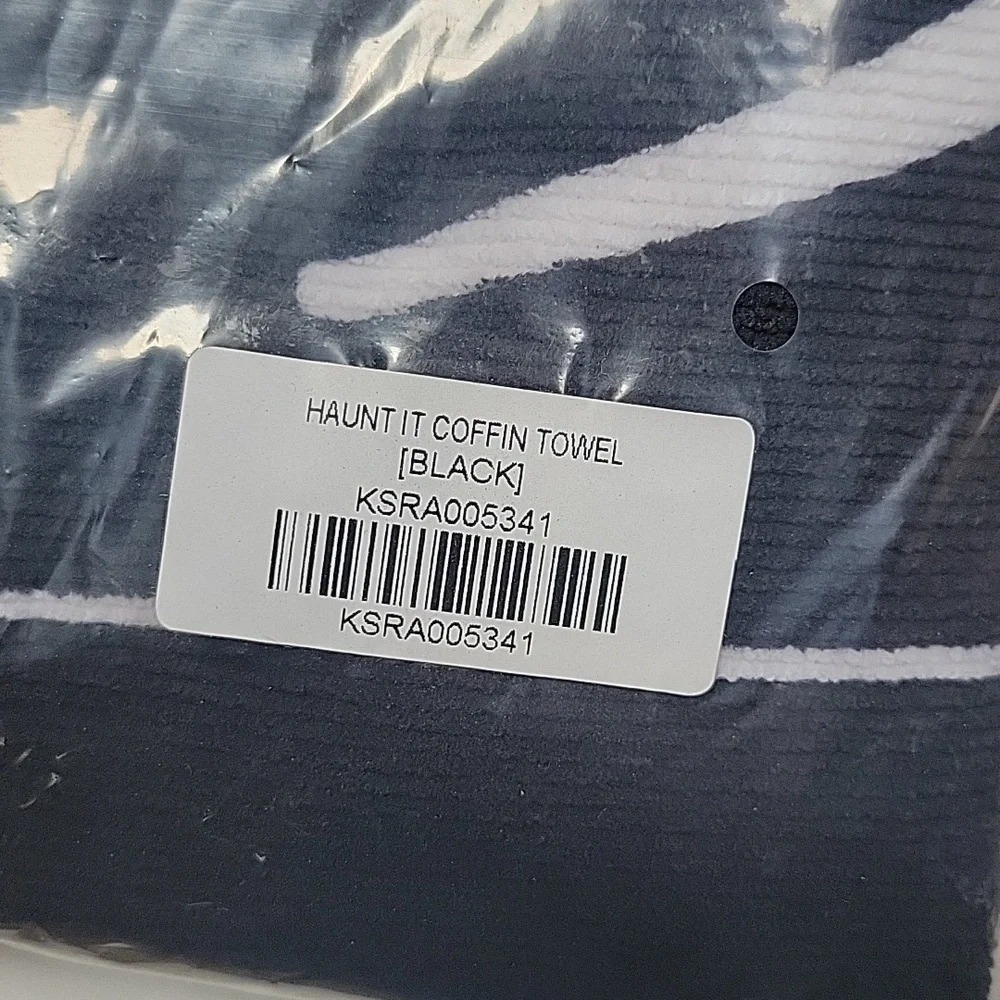 HAUNT IT COFFIN TOWEL
[BLACK]
KSRA005341
KSRA005341